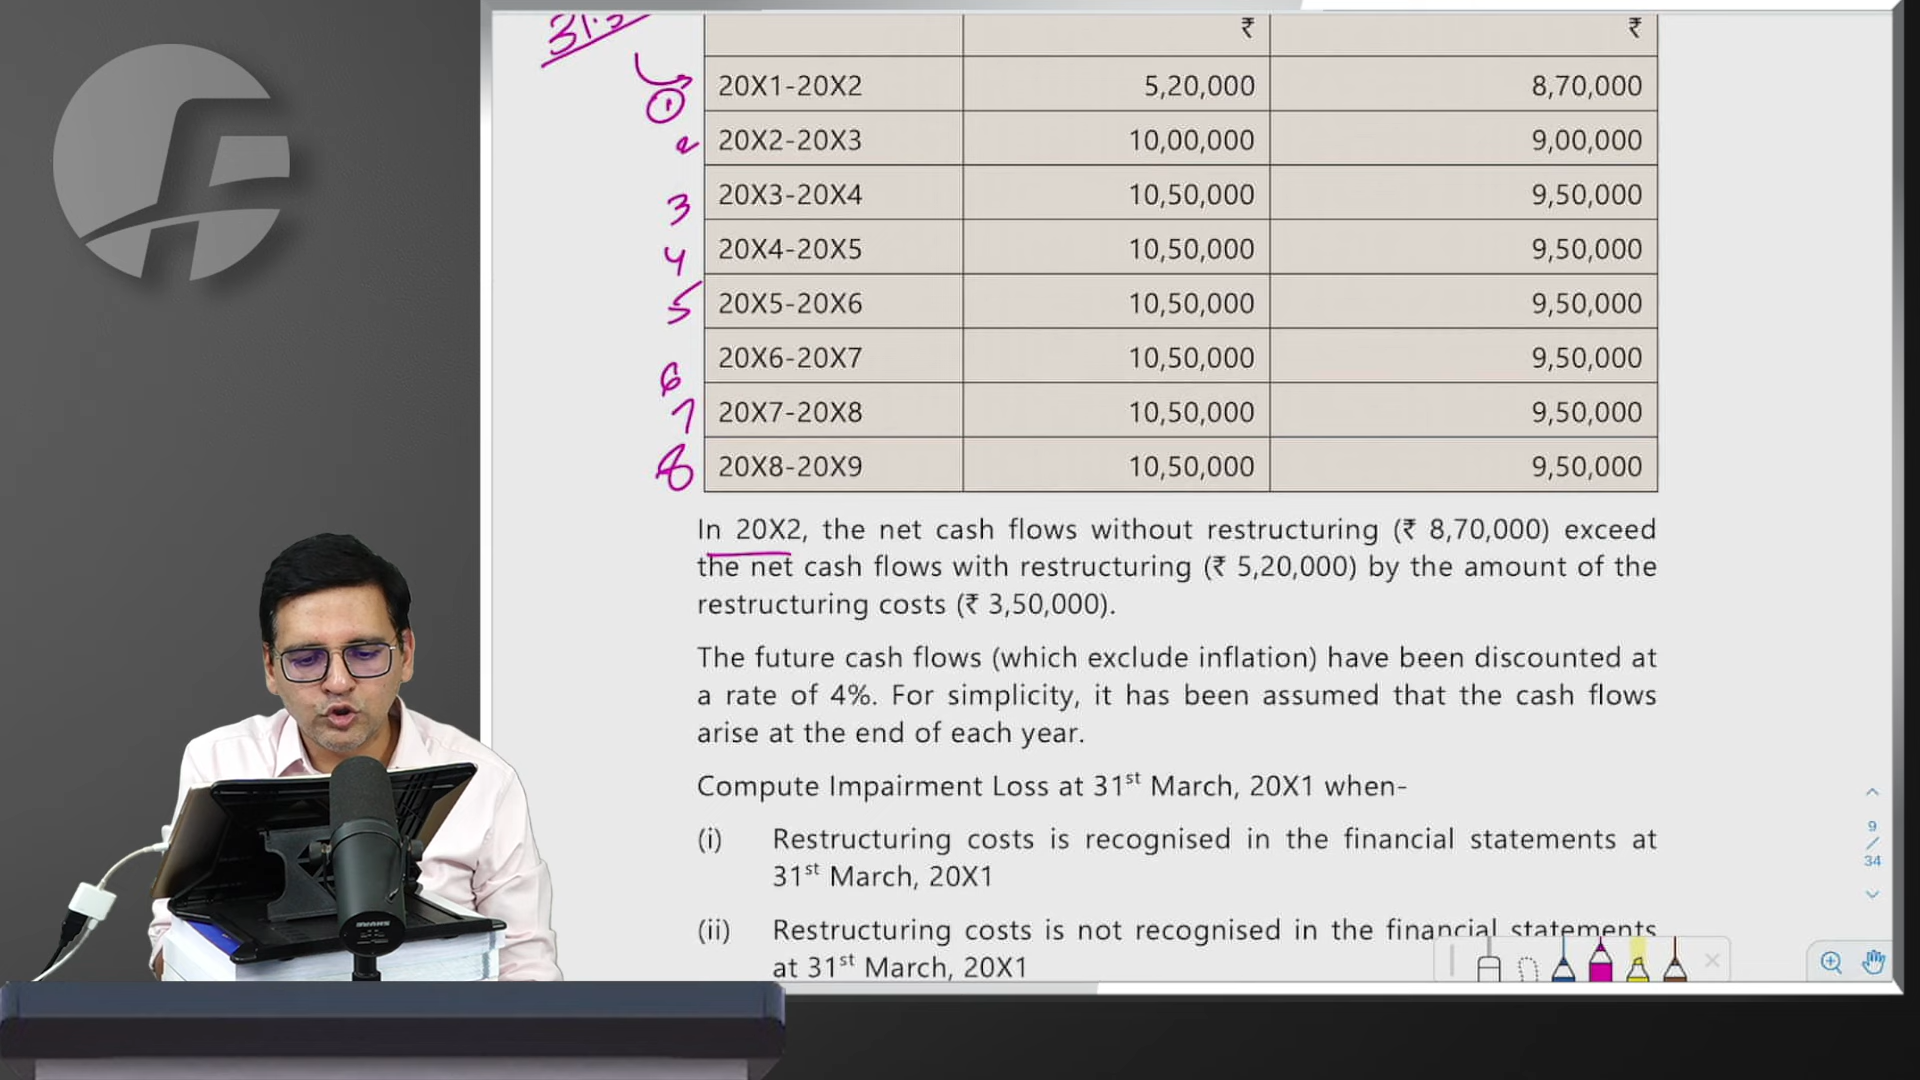 31.3
₹ ₹
1 20X1-20X2 5,20,000 8,70,000
2 20X2-20X3 10,00,000 9,00,000
3 20X3-20X4 10,50,000 9,50,000
4 20X4-20X5 10,50,000 9,50,000
5 20X5-20X6 10,50,000 9,50,000
6 20X6-20X7 10,50,000 9,50,000
7 20X7-20X8 10,50,000 9,50,000
8 20X8-20X9 10,50,000 9,50,000
In 20X2, the net cash flows without restructuring (₹ 8,70,000) exceed
the net cash flows with restructuring (₹ 5,20,000) by the amount of the
restructuring costs (₹ 3,50,000).
The future cash flows (which exclude inflation) have been discounted at
a rate of 4%. For simplicity, it has been assumed that the cash flows
arise at the end of each year.
Compute Impairment Loss at 31st March, 20X1 when-
(i) Restructuring costs is recognised in the financial statements at
31st March, 20X1
(ii) Restructuring costs is not recognised in the financial statements
at 31st March, 20X1
9
/
34